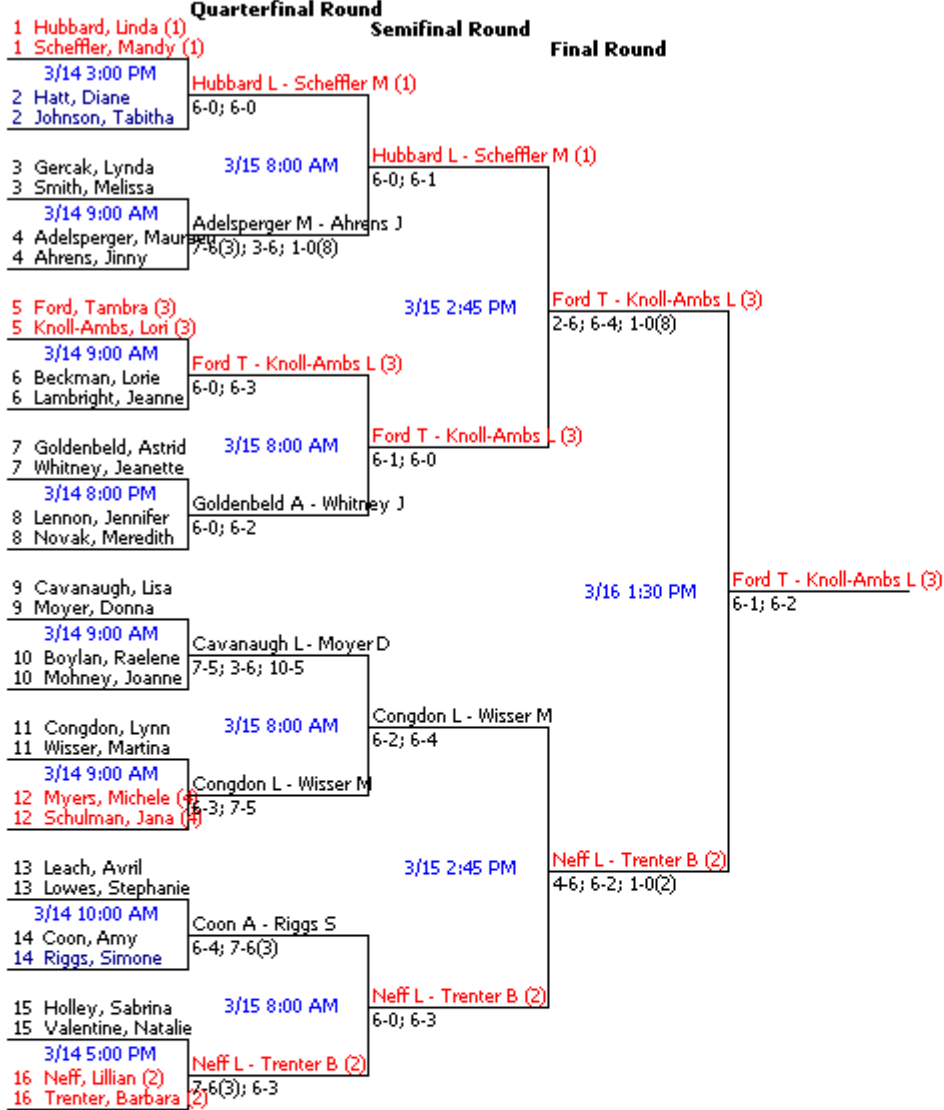 Quarterfinal Round
Semifinal Round
Final Round
1 Hubbard, Linda (1)
1 Scheffler, Mandy (1)
3/14 3:00 PM
Hubbard L - Scheffler M (1)
6-0; 6-0
2 Hatt, Diane
2 Johnson, Tabitha
3/15 8:00 AM
Hubbard L - Scheffler M (1)
6-0; 6-1
3 Gercak, Lynda
3 Smith, Melissa
3/14 9:00 AM
Adelsperger M - Ahrens J
7-6(3); 3-6; 1-0(8)
4 Adelsperger, Maureen
4 Ahrens, Jinny
3/15 2:45 PM
Ford T - Knoll-Ambs L (3)
2-6; 6-4; 1-0(8)
5 Ford, Tambra (3)
5 Knoll-Ambs, Lori (3)
3/14 9:00 AM
Ford T - Knoll-Ambs L (3)
6-0; 6-3
6 Beckman, Lorie
6 Lambright, Jeanne
3/15 8:00 AM
Ford T - Knoll-Ambs L (3)
6-1; 6-0
7 Goldenbeld, Astrid
7 Whitney, Jeanette
3/14 8:00 PM
Goldenbeld A - Whitney J
6-0; 6-2
8 Lennon, Jennifer
8 Novak, Meredith
3/16 1:30 PM
Ford T - Knoll-Ambs L (3)
6-1; 6-2
9 Cavanaugh, Lisa
9 Moyer, Donna
3/14 9:00 AM
Cavanaugh L - Moyer D
7-5; 3-6; 10-5
10 Boylan, Raelene
10 Mohney, Joanne
3/15 8:00 AM
Congdon L - Wisser M
6-2; 6-4
11 Congdon, Lynn
11 Wisser, Martina
3/14 9:00 AM
Congdon L - Wisser M
6-3; 7-5
12 Myers, Michele (4)
12 Schulman, Jana (4)
3/15 2:45 PM
Neff L - Trenter B (2)
4-6; 6-2; 1-0(2)
13 Leach, Avril
13 Lowes, Stephanie
3/14 10:00 AM
Coon A - Riggs S
6-4; 7-6(3)
14 Coon, Amy
14 Riggs, Simone
3/15 8:00 AM
Neff L - Trenter B (2)
6-0; 6-3
15 Holley, Sabrina
15 Valentine, Natalie
3/14 5:00 PM
Neff L - Trenter B (2)
7-6(3); 6-3
16 Neff, Lillian (2)
16 Trenter, Barbara (2)